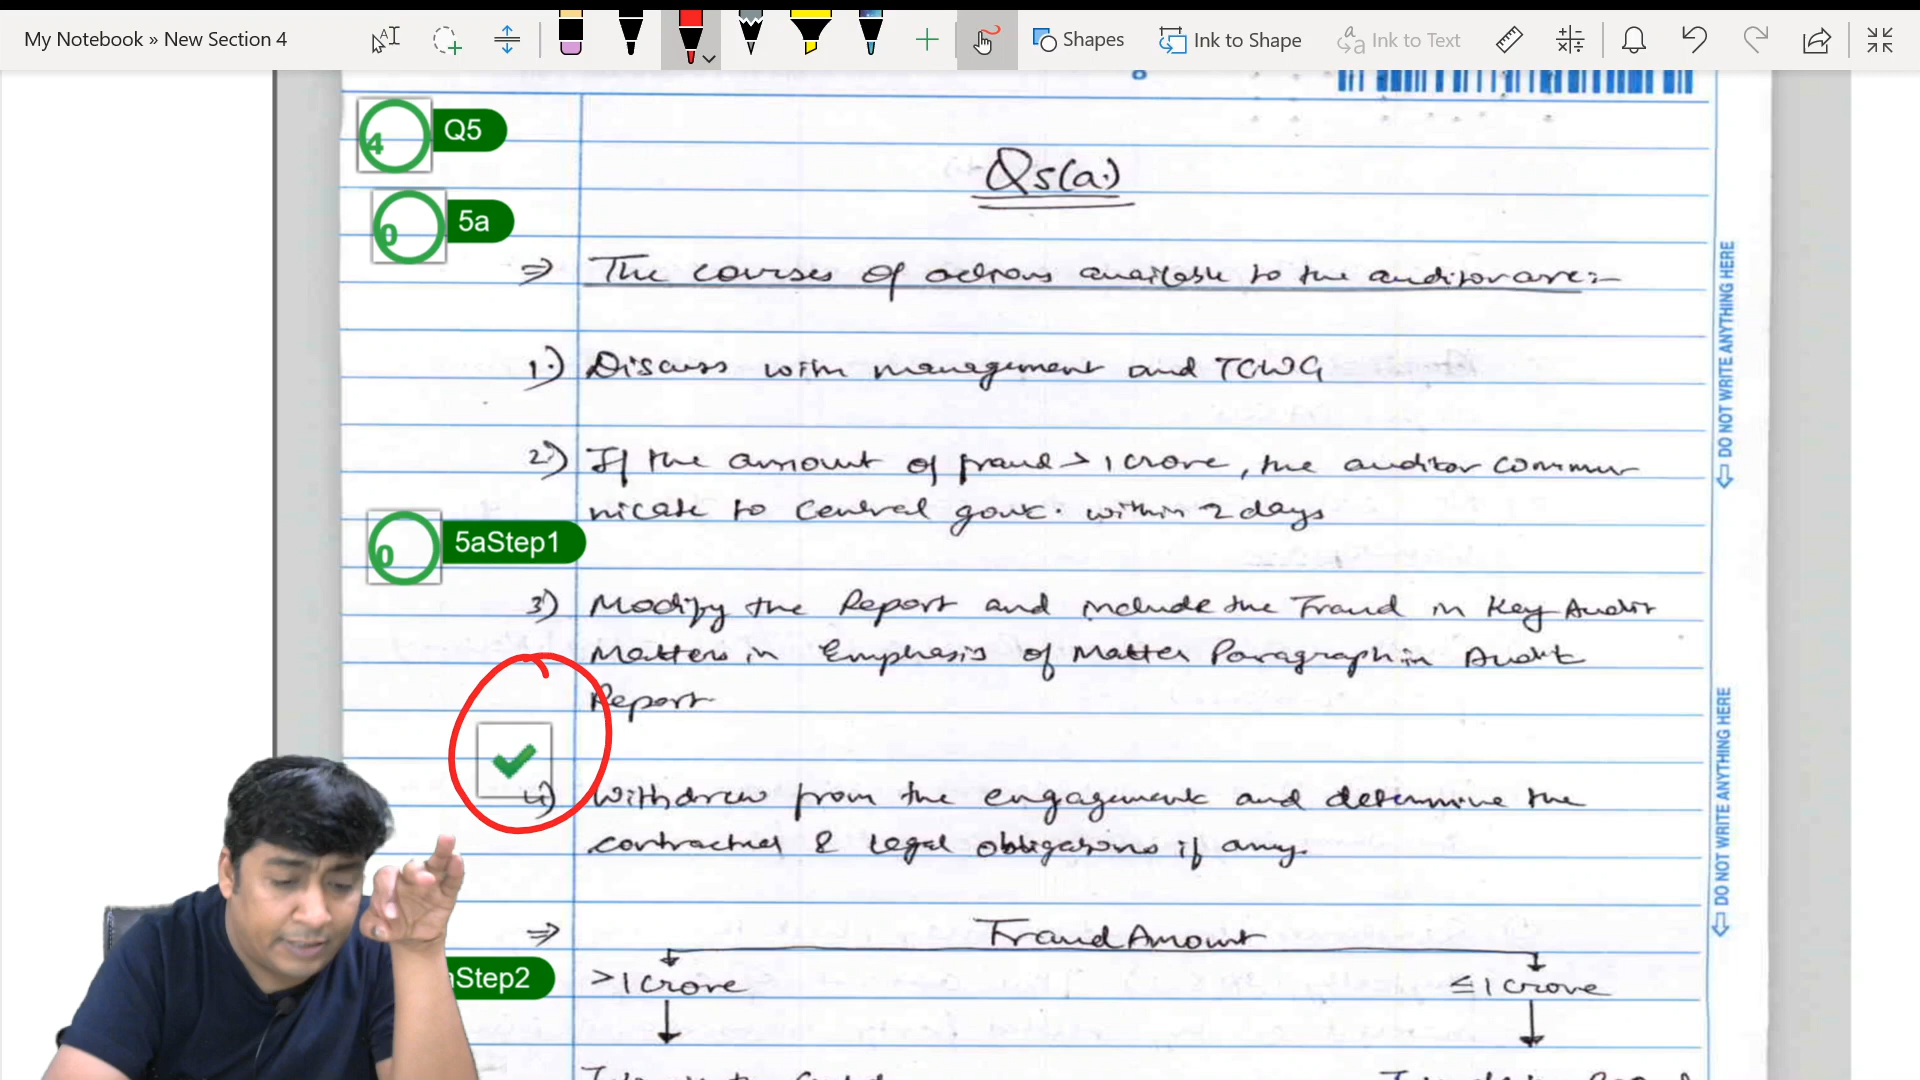 My Notebook » New Section 4
Shapes
Ink to Shape
Ink to Text
4 Q5
Q5(a.)
0 5a
⇒ The courses of actions available to the auditor are:-
1.) Discuss with management and TCWG
2.) If the amount of fraud > 1 crore, the auditor commu
nicate to Central govt. within 2 days
0 5aStep1
3.) Modify the Report and include the Fraud in Key Audit
Matters in Emphasis of Matter Paragraph in Audit
Report
4.) Withdrew from the engagement and determine the
contractual & legal obligations if any.
⇒ Fraud Amount
Step2 >1 crore ≤1 crore
DO NOT WRITE ANYTHING HERE
DO NOT WRITE ANYTHING HERE